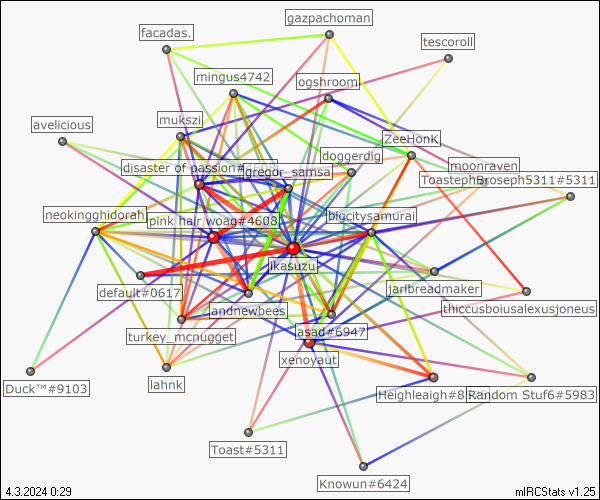 gazpachoman
facadas.
tescoroll
mingus4742
ogshroom
mukszi
avelicious
ZeeHonK
doggerdig
moonraven
disaster of passion#
gregor_samsa
ToastephBroseph5311#5311
neokingghidorahj
pink hair woag#4608
bigcitysamurai
ikasuzu
default#0617
jarlbreadmaker
andnewbees
thiccusboiusalexusjoneus
turkey_mcnugget
asad#6947
xenoyaut
lahnk
Duck™#9103
Heighleaigh#8
Random Stuf6#5983
Toast#5311
Knowun#6424
4.3.2024 0:29
mIRCStats v1.25